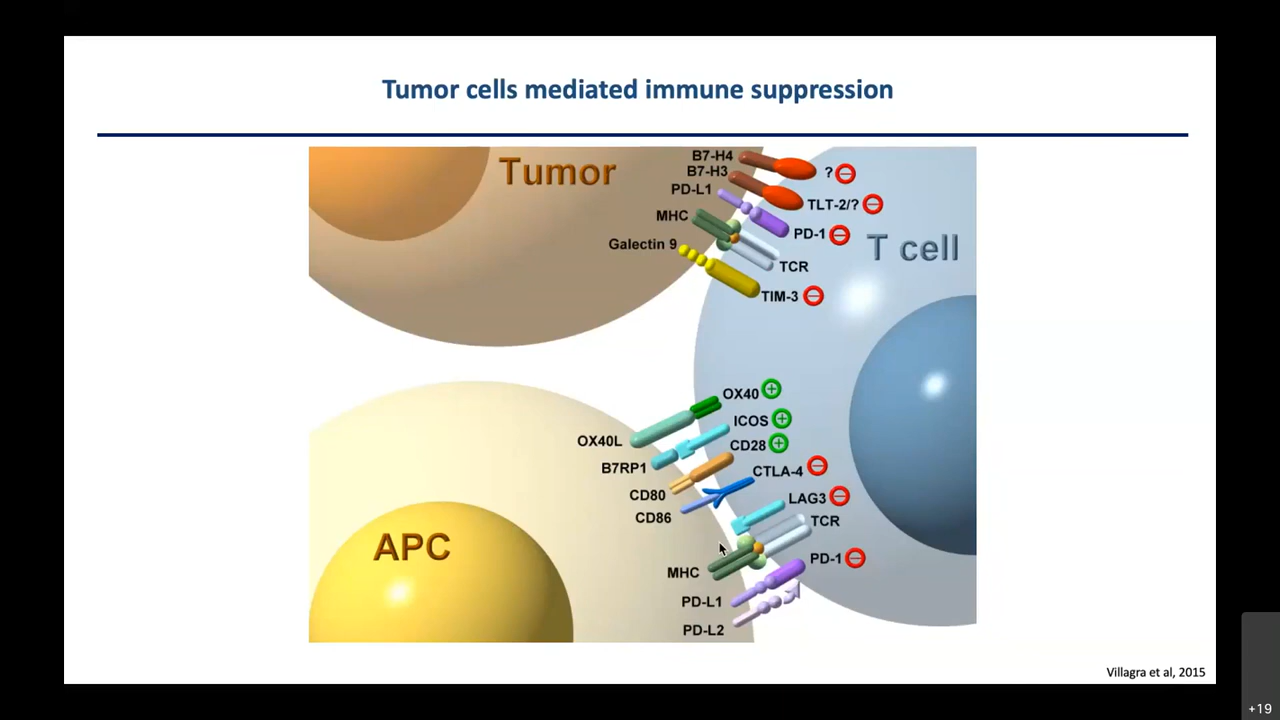 Tumor cells mediated immune suppression
Tumor
B7-H4
B7-H3
PD-L1
MHC
Galectin 9
?
TLT-2/?
PD-1
TCR
TIM-3
T cell
OX40
ICOS
CD28
CTLA-4
LAG3
TCR
PD-1
OX40L
B7RP1
CD80
CD86
MHC
PD-L1
PD-L2
APC
Villagra et al, 2015
+19